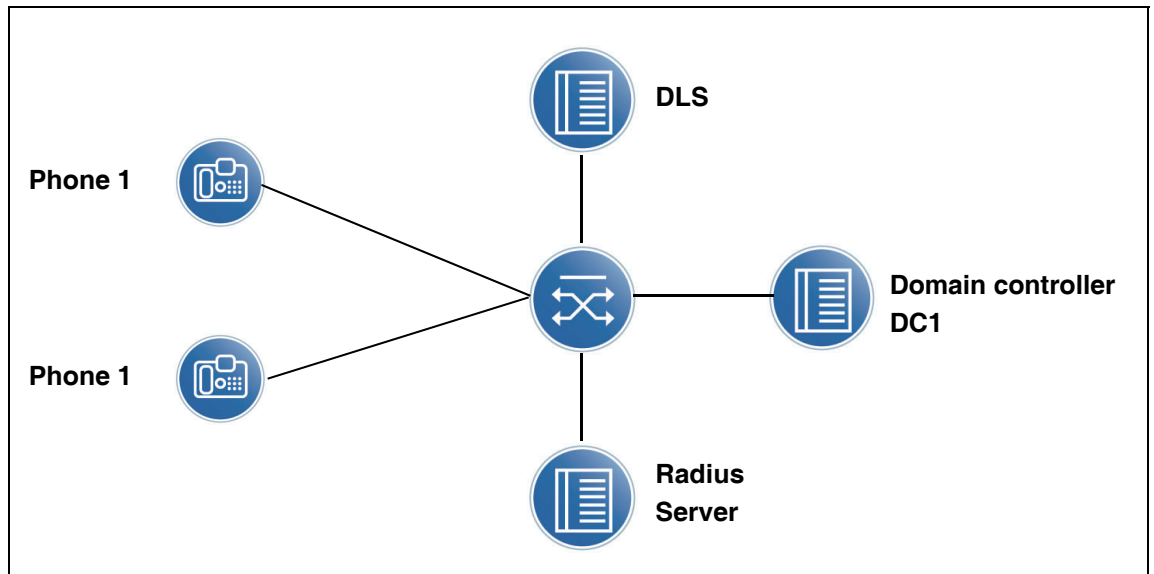 DLS
Phone 1
Domain controller
DC1
Phone 1
Radius
Server